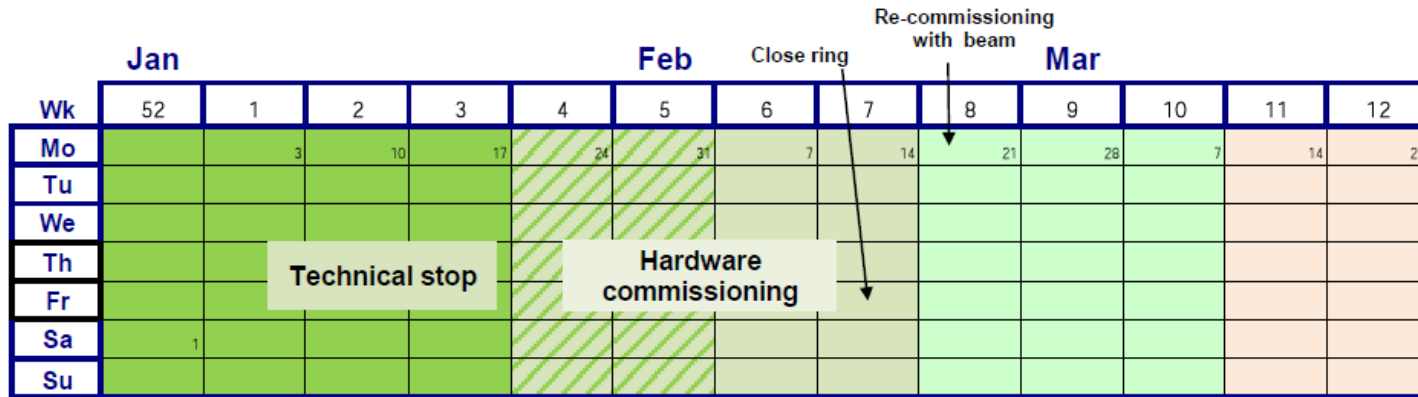 Re-commissioning
with beam
Jan Feb Close ring Mar
Wk 52 1 2 3 4 5 6 7 8 9 10 11 12
Mo 3 10 17 24 31 7 14 21 28 7 14
Tu
We
Th
Fr
Sa 1
Su
Technical stop
Hardware
commissioning